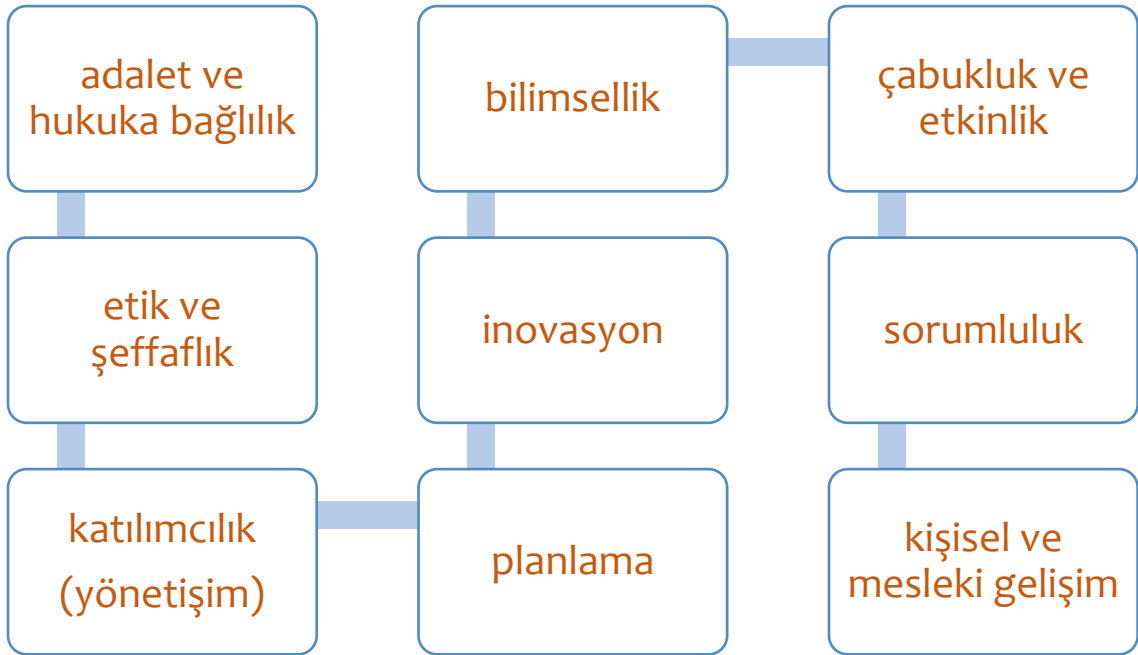 adalet ve
hukuka bağlılık
etik ve
şeffaflık
katılımcılık
(yönetişim)
planlama
inovasyon
bilimsellik
çabukluk ve
etkinlik
sorumluluk
kişisel ve
mesleki gelişim